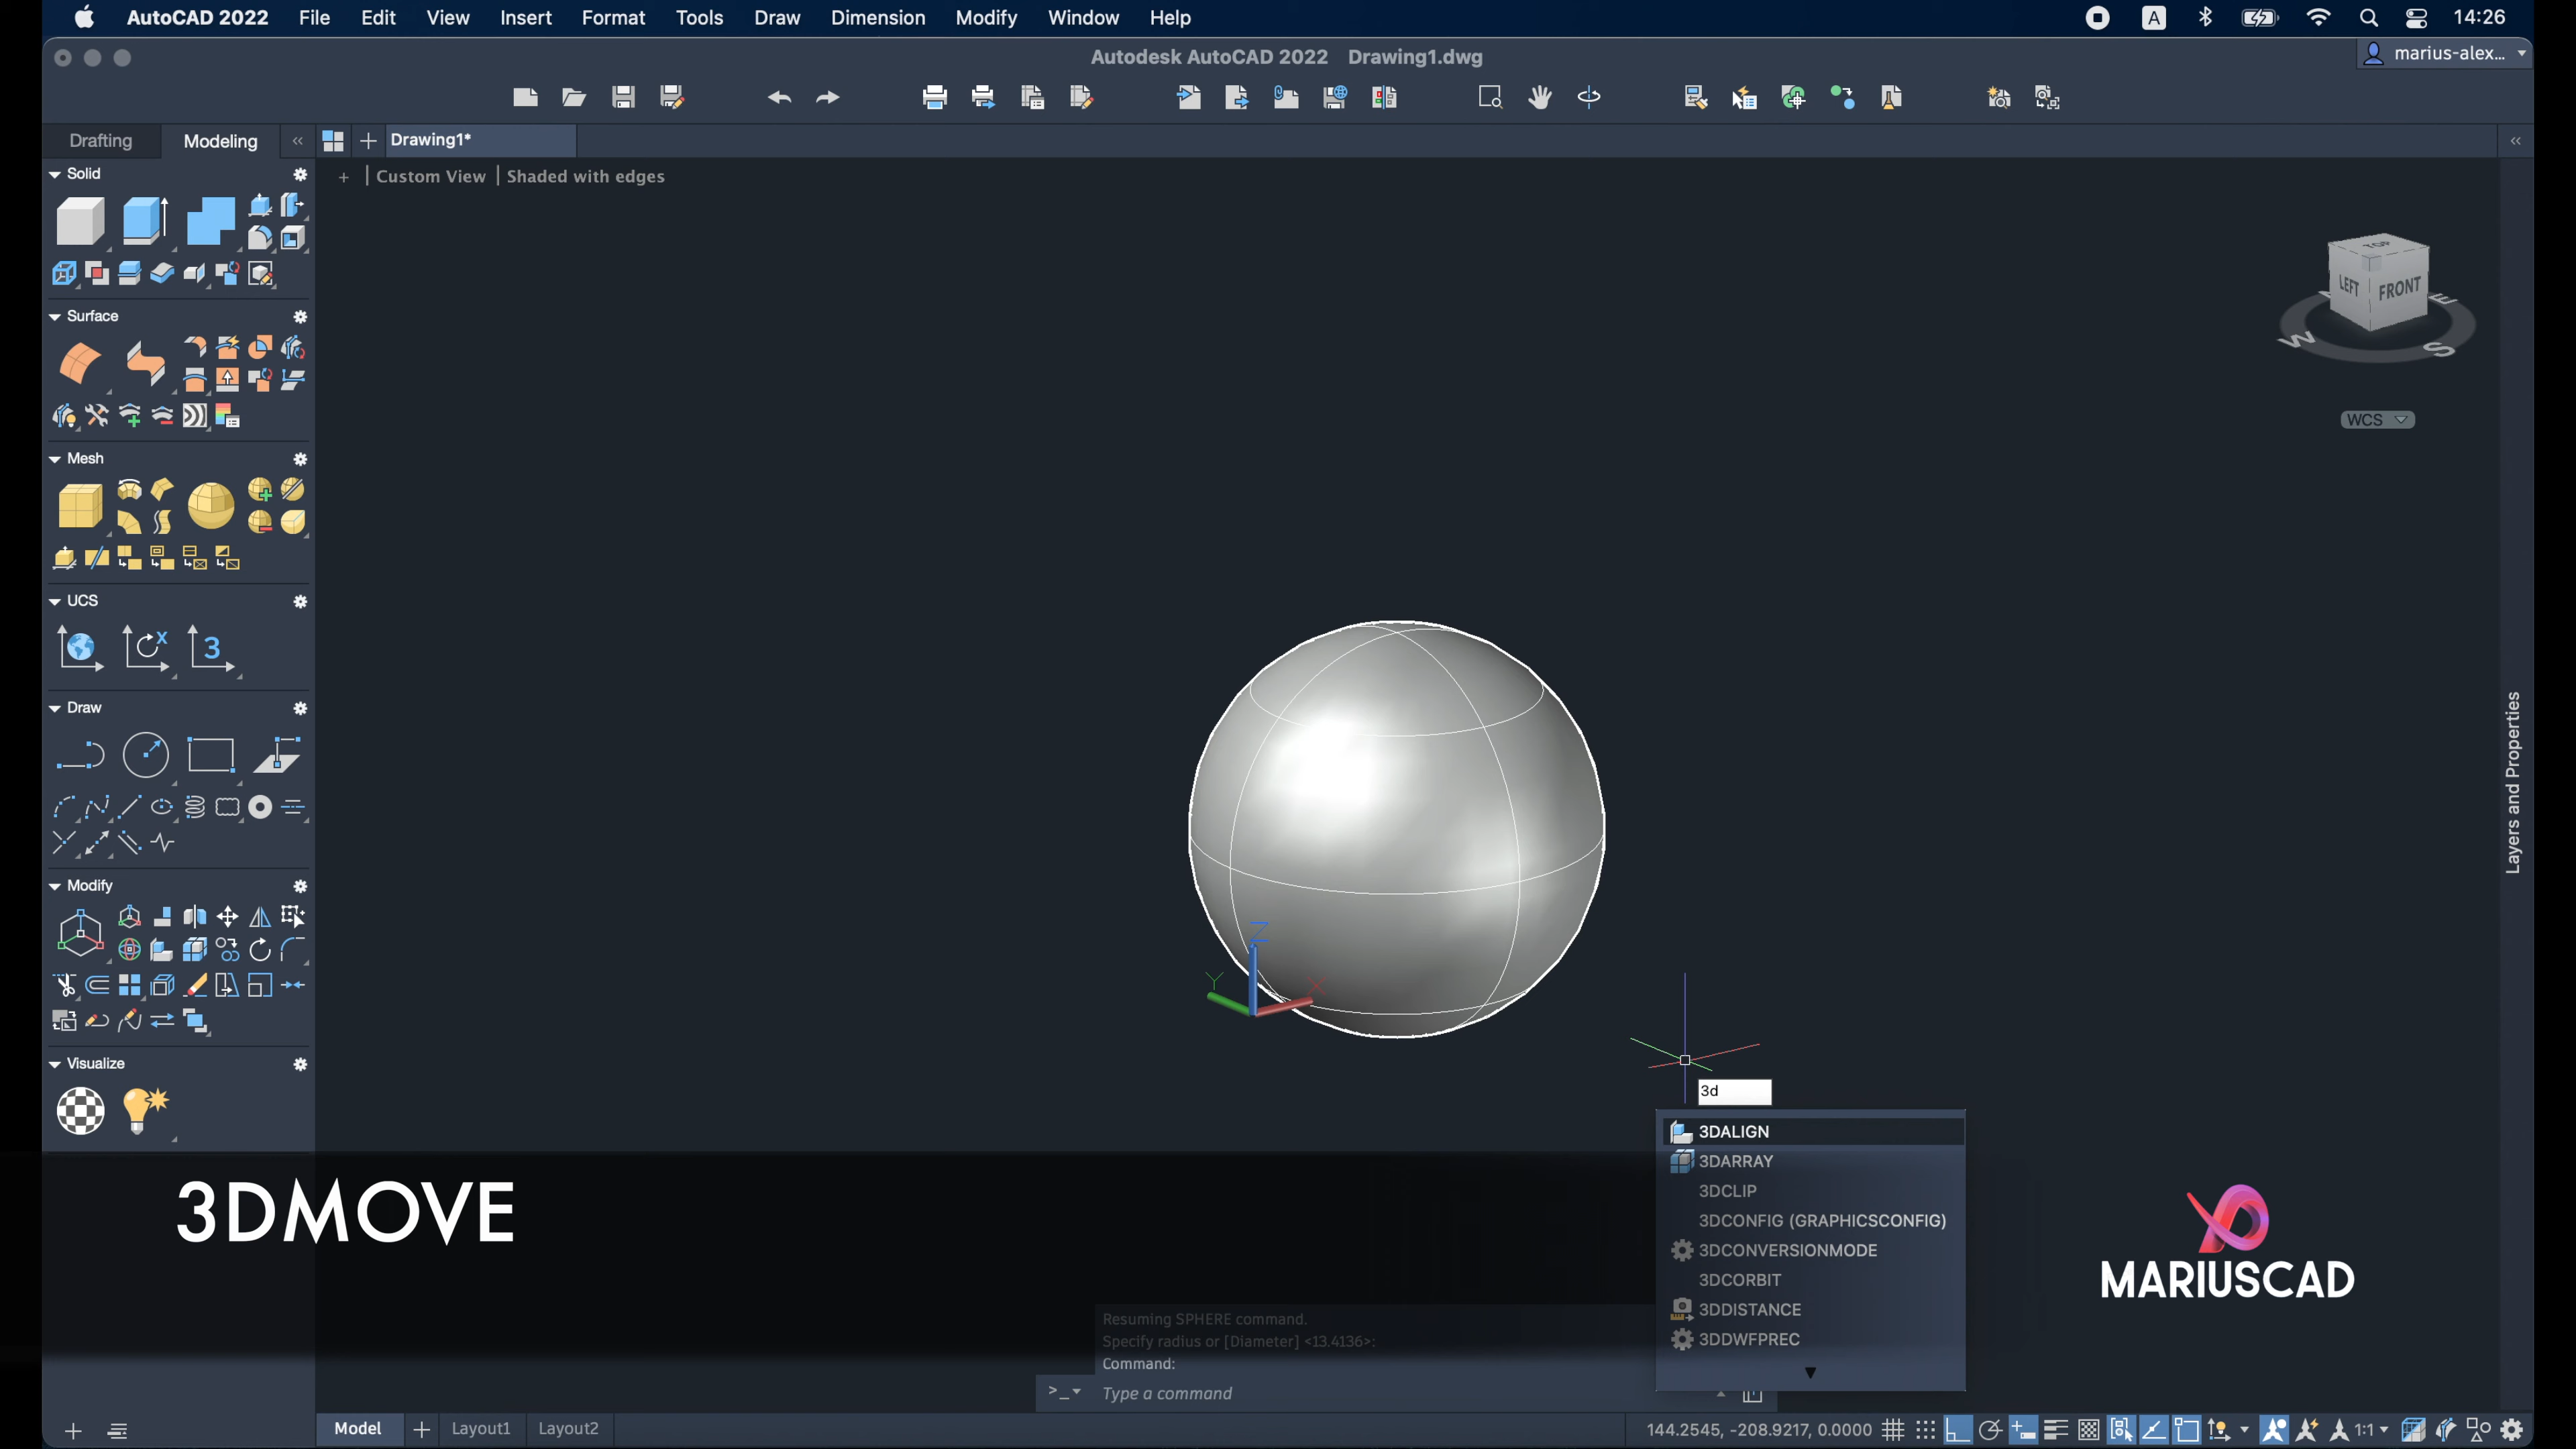 AutoCAD 2022 File Edit View Insert Format Tools Draw Dimension Modify Window Help
A
14:26
Autodesk AutoCAD 2022 Drawing1.dwg
marius-alex...
Drafting Modeling
Drawing1*
Solid
+ | Custom View | Shaded with edges
TOP
LEFT FRONT
W S E
WCS
Surface
Mesh
UCS
X
3
Draw
Layers and Properties
Modify
Z
Y X
Visualize
3d
3DALIGN
3DARRAY
3DCLIP
3DCONFIG (GRAPHICSCONFIG)
3DCONVERSIONMODE
3DCORBIT
3DDISTANCE
3DDWFPREC
3DMOVE
MARIUSCAD
Resuming SPHERE command.
Specify radius or [Diameter] <13.4136>:
Command:
>_ Type a command
Model + Layout1 Layout2
144.2545, -208.9217, 0.0000
1:1